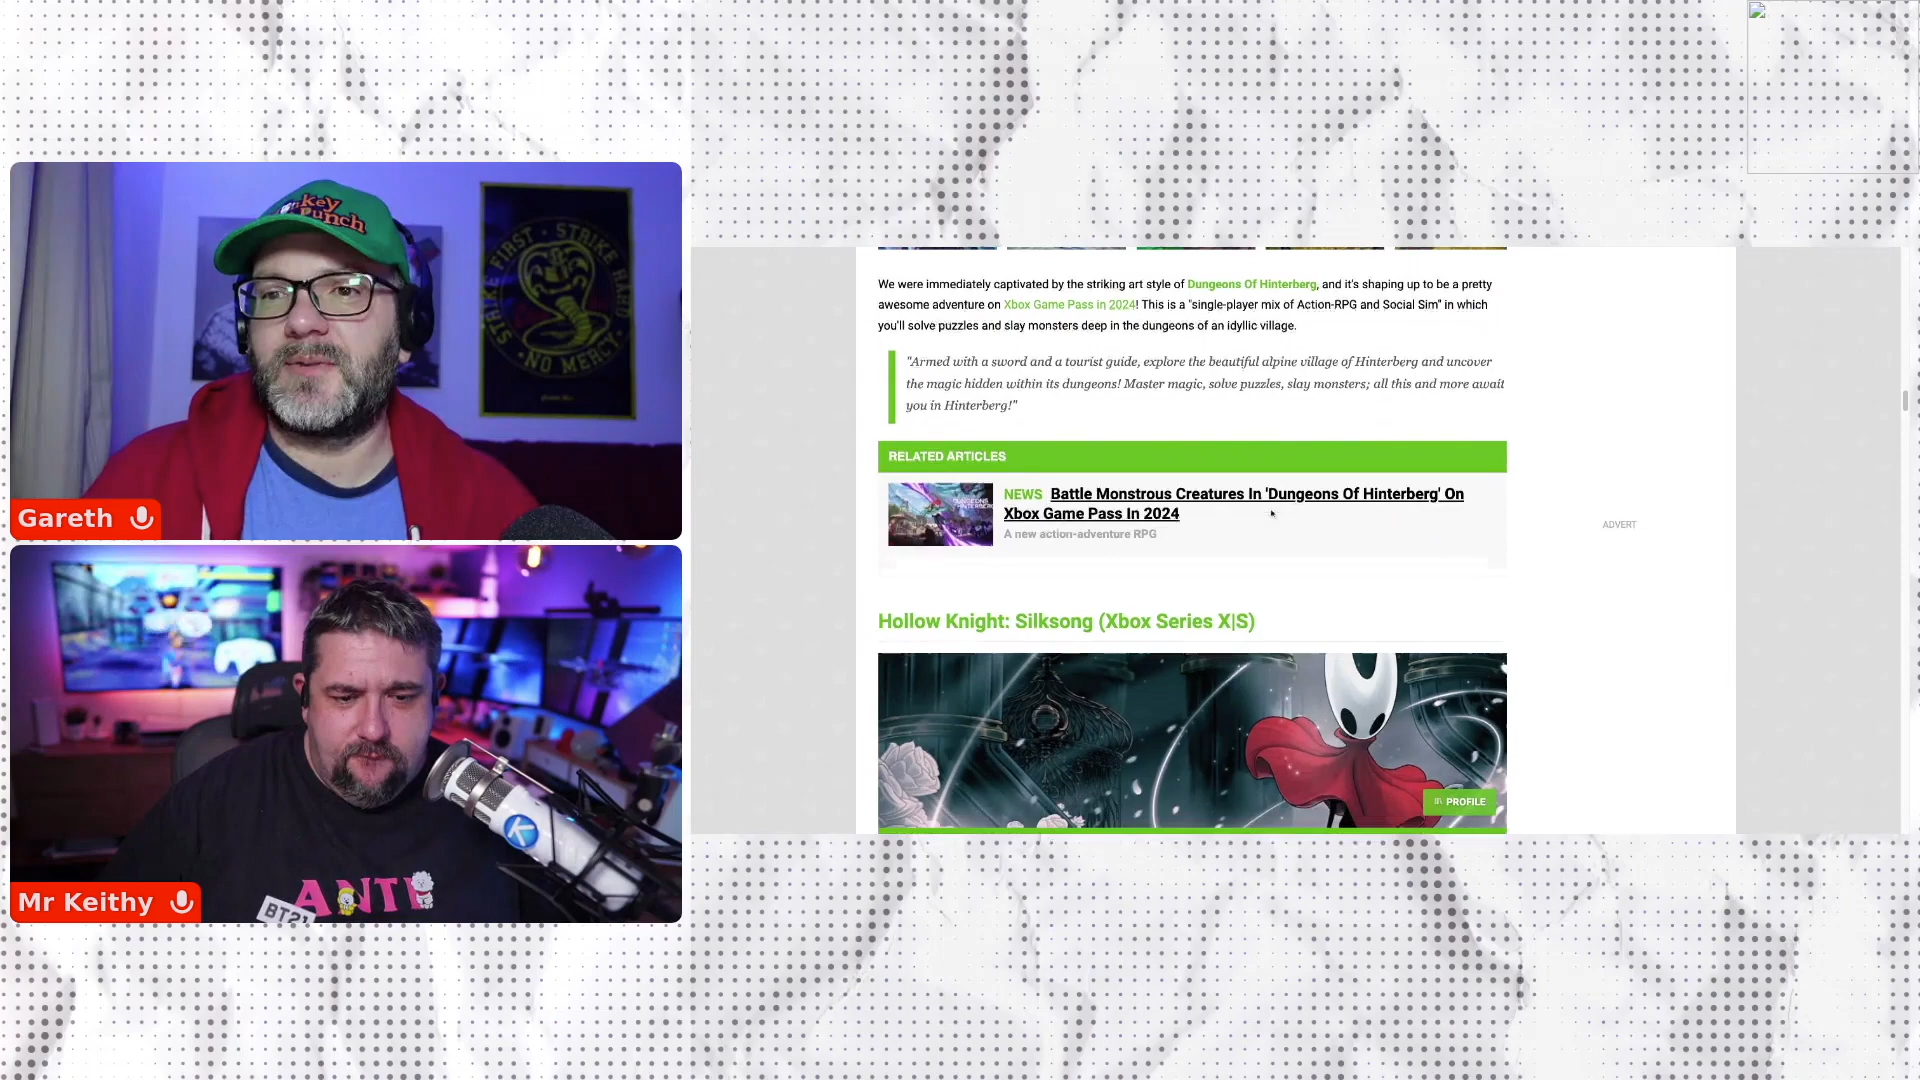 Key
Punch
STRIKE FIRST • STRIKE HARD
• NO MERCY •
Gareth
ANTI
BT21
K
Mr Keithy
We were immediately captivated by the striking art style of Dungeons Of Hinterberg, and it's shaping up to be a pretty
awesome adventure on Xbox Game Pass in 2024! This is a "single-player mix of Action-RPG and Social Sim" in which
you'll solve puzzles and slay monsters deep in the dungeons of an idyllic village.
"Armed with a sword and a tourist guide, explore the beautiful alpine village of Hinterberg and uncover
the magic hidden within its dungeons! Master magic, solve puzzles, slay monsters; all this and more await
you in Hinterberg!"
RELATED ARTICLES
DUNGEONS
HINTERBERG
NEWS Battle Monstrous Creatures In 'Dungeons Of Hinterberg' On
Xbox Game Pass In 2024
A new action-adventure RPG
ADVERT
Hollow Knight: Silksong (Xbox Series X|S)
PROFILE